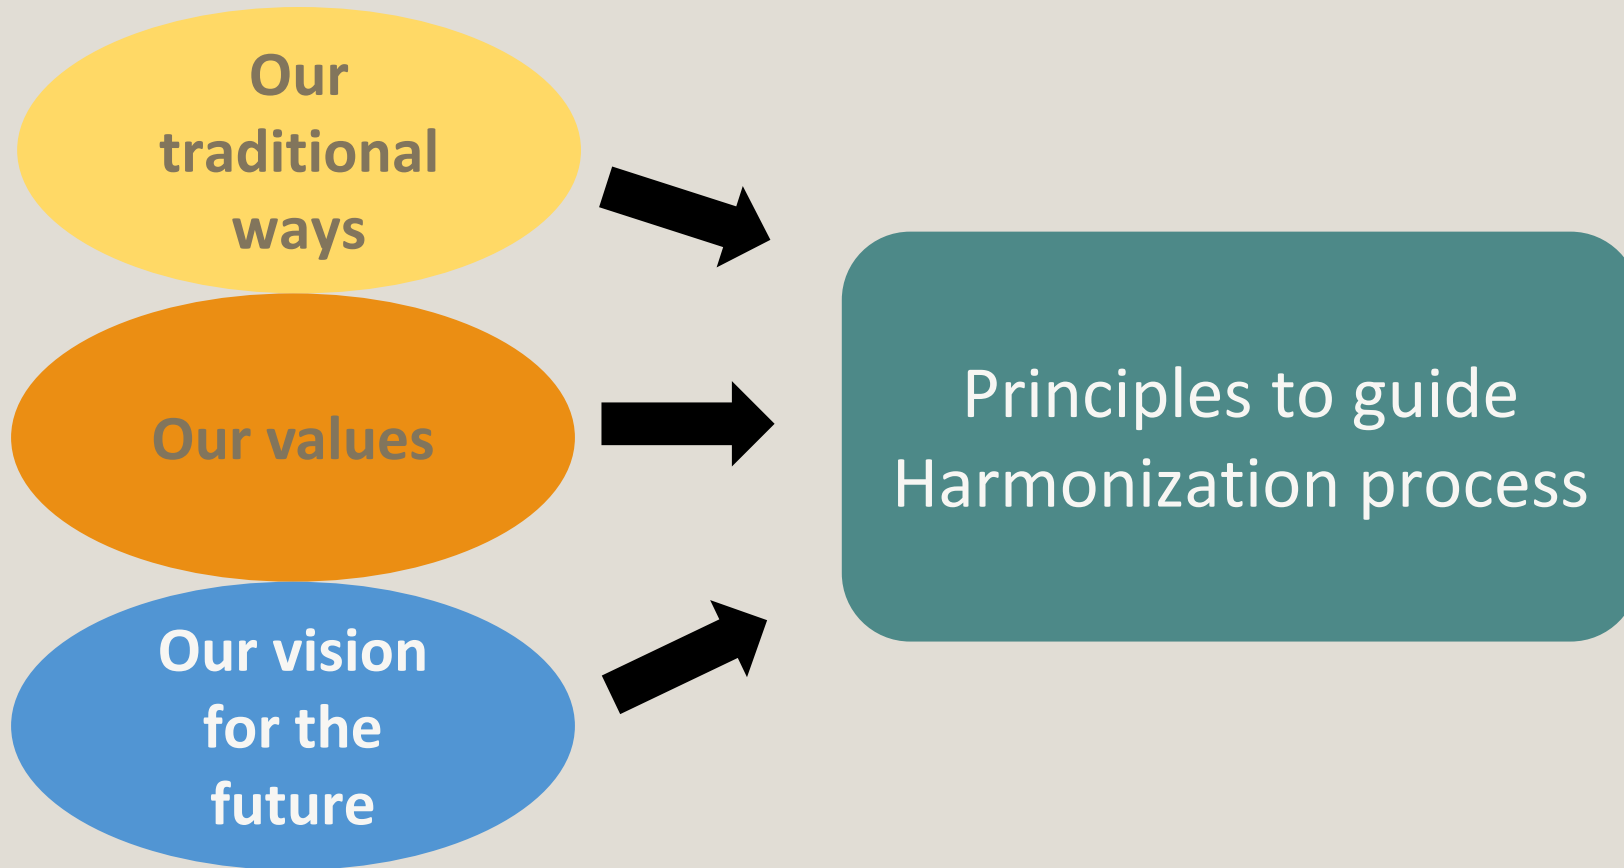 Our
traditional
ways
Our values
Our vision
for the
future
Principles to guide
Harmonization process